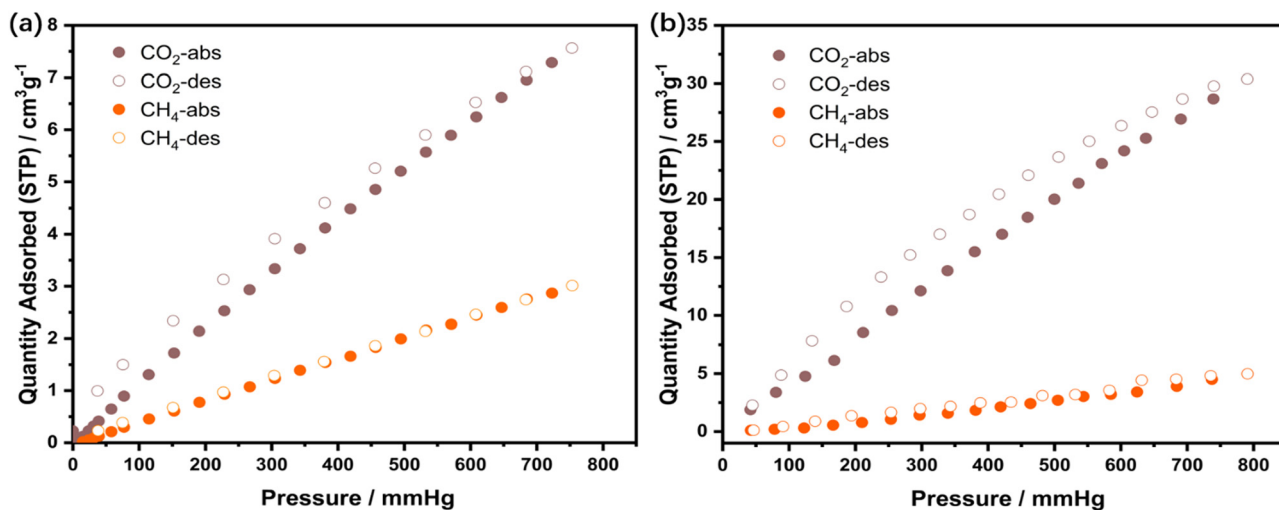 (a)
Quantity Adsorbed (STP) / cm³g⁻¹
8
7
6
5
4
3
2
1
0
CO₂-abs
CO₂-des
CH₄-abs
CH₄-des
0 100 200 300 400 500 600 700 800
Pressure / mmHg
(b)
Quantity Adsorbed (STP) / cm³g⁻¹
35
30
25
20
15
10
5
0
CO₂-abs
CO₂-des
CH₄-abs
CH₄-des
0 100 200 300 400 500 600 700 800
Pressure / mmHg